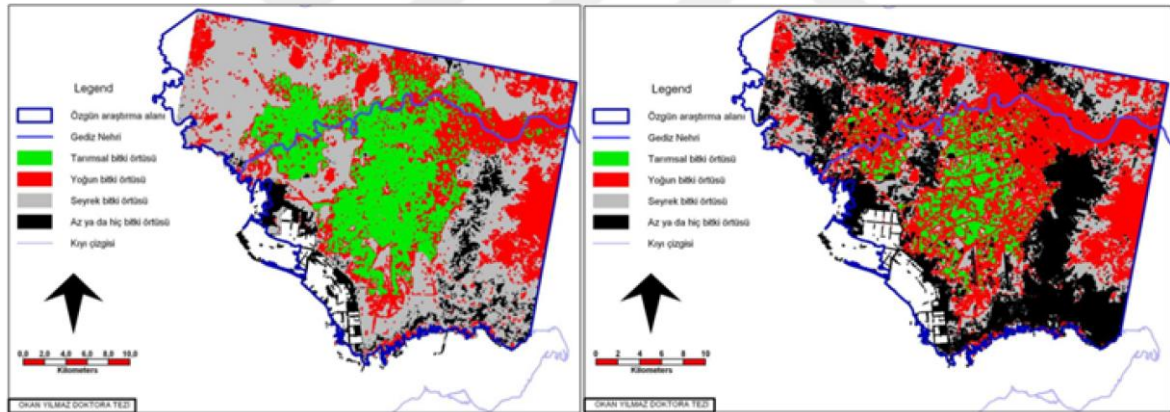 Legend
Özgün araştırma alanı
Gediz Nehri
Tarımsal bitki örtüsü
Yoğun bitki örtüsü
Seyrek bitki örtüsü
Az ya da hiç bitki örtüsü
Kıyı çizgisi
0,0 2,0 4,0 6,0 8,0 10,0
Kilometers
OKAN YILMAZ DOKTORA TEZİ
Legend
Özgün araştırma alanı
Gediz Nehri
Tarımsal bitki örtüsü
Yoğun bitki örtüsü
Seyrek bitki örtüsü
Az ya da hiç bitki örtüsü
Kıyı çizgisi
0 2 4 6 8 10
Kilometers
OKAN YILMAZ DOKTORA TEZİ